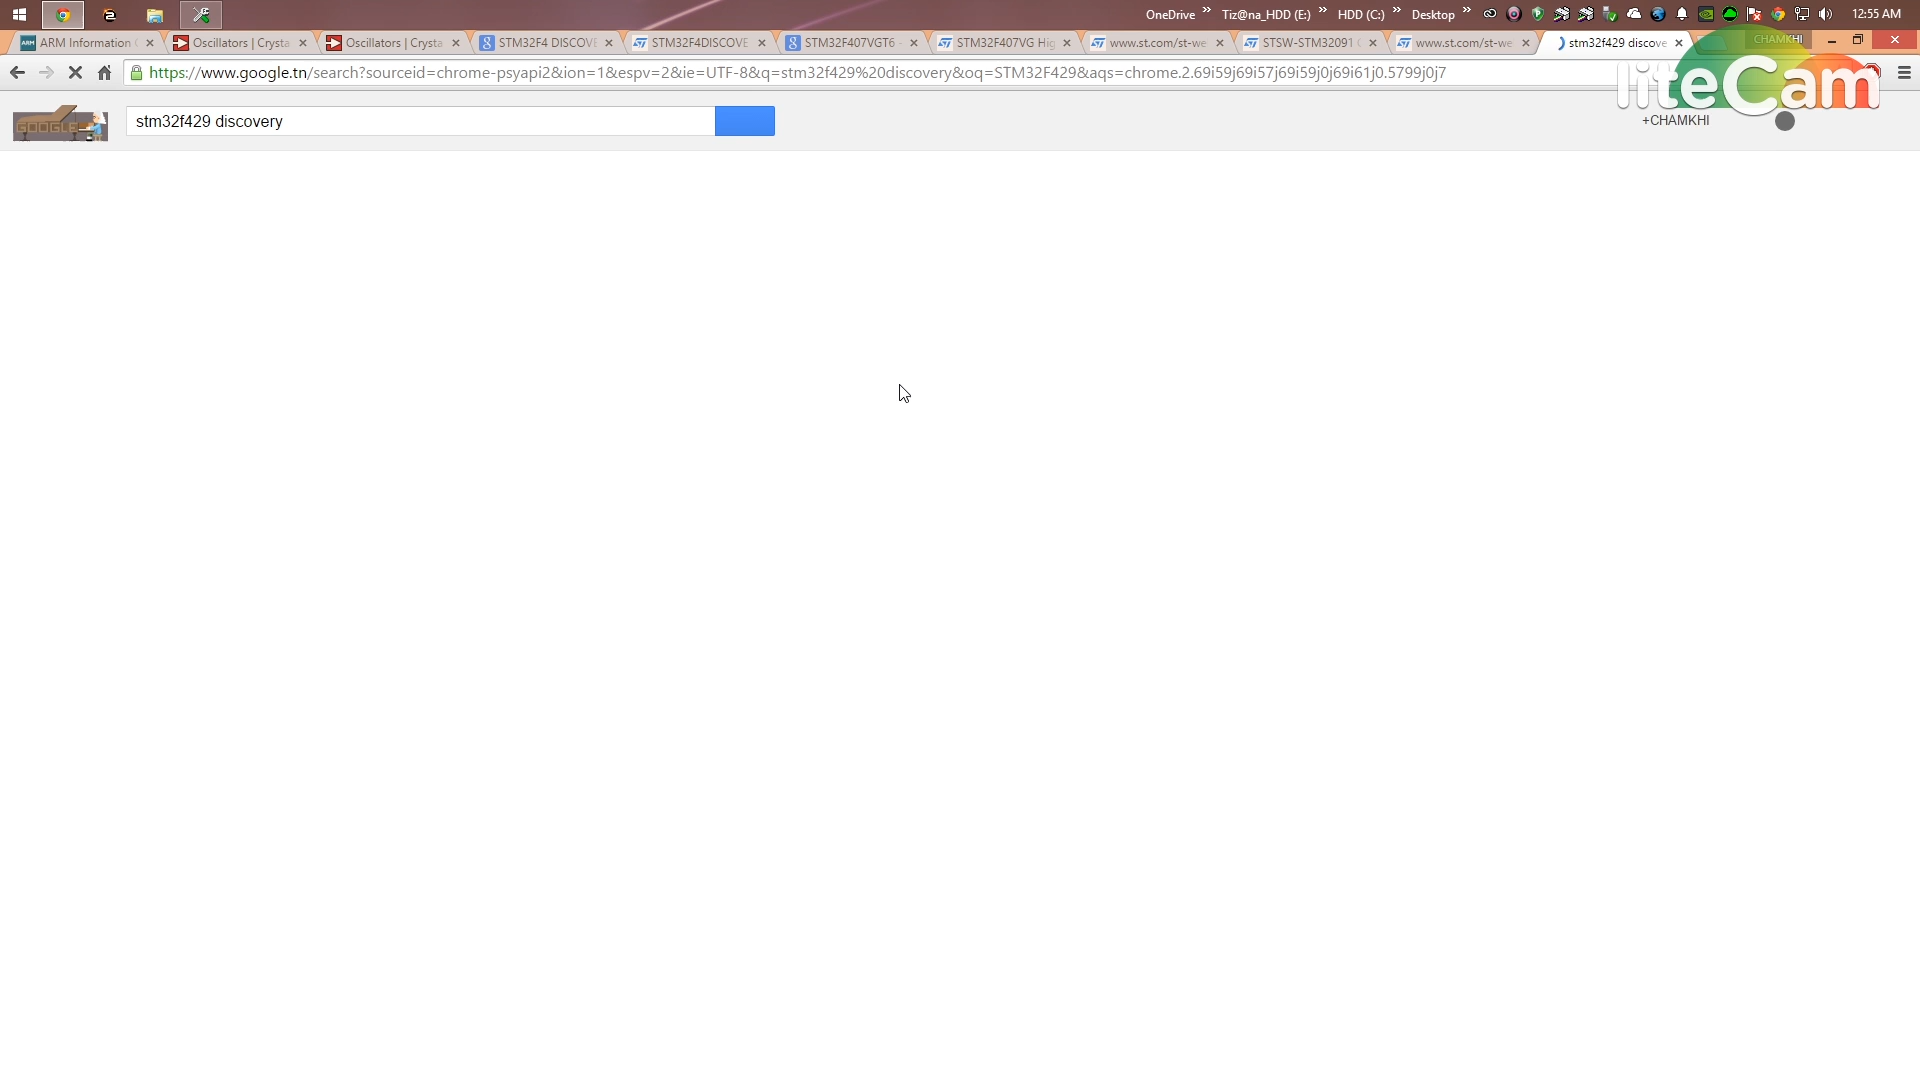 OneDrive » Tiz@na_HDD (E:) » HDD (C:) » Desktop » 12:55 AM
ARM Information C Oscillators | Crysta Oscillators | Crysta STM32F4 DISCOVE STM32F4DISCOVE STM32F407VGT6 - STM32F407VG Hig www.st.com/st-we STSW-STM32091 www.st.com/st-we stm32f429 discove CHAMKHI
https://www.google.tn/search?sourceid=chrome-psyapi2&ion=1&espv=2&ie=UTF-8&q=stm32f429%20discovery&oq=STM32F429&aqs=chrome.2.69i59j69i57j69i59j0j69i61j0.5799j0j7
liteCam
GOOGLE stm32f429 discovery
+CHAMKHI